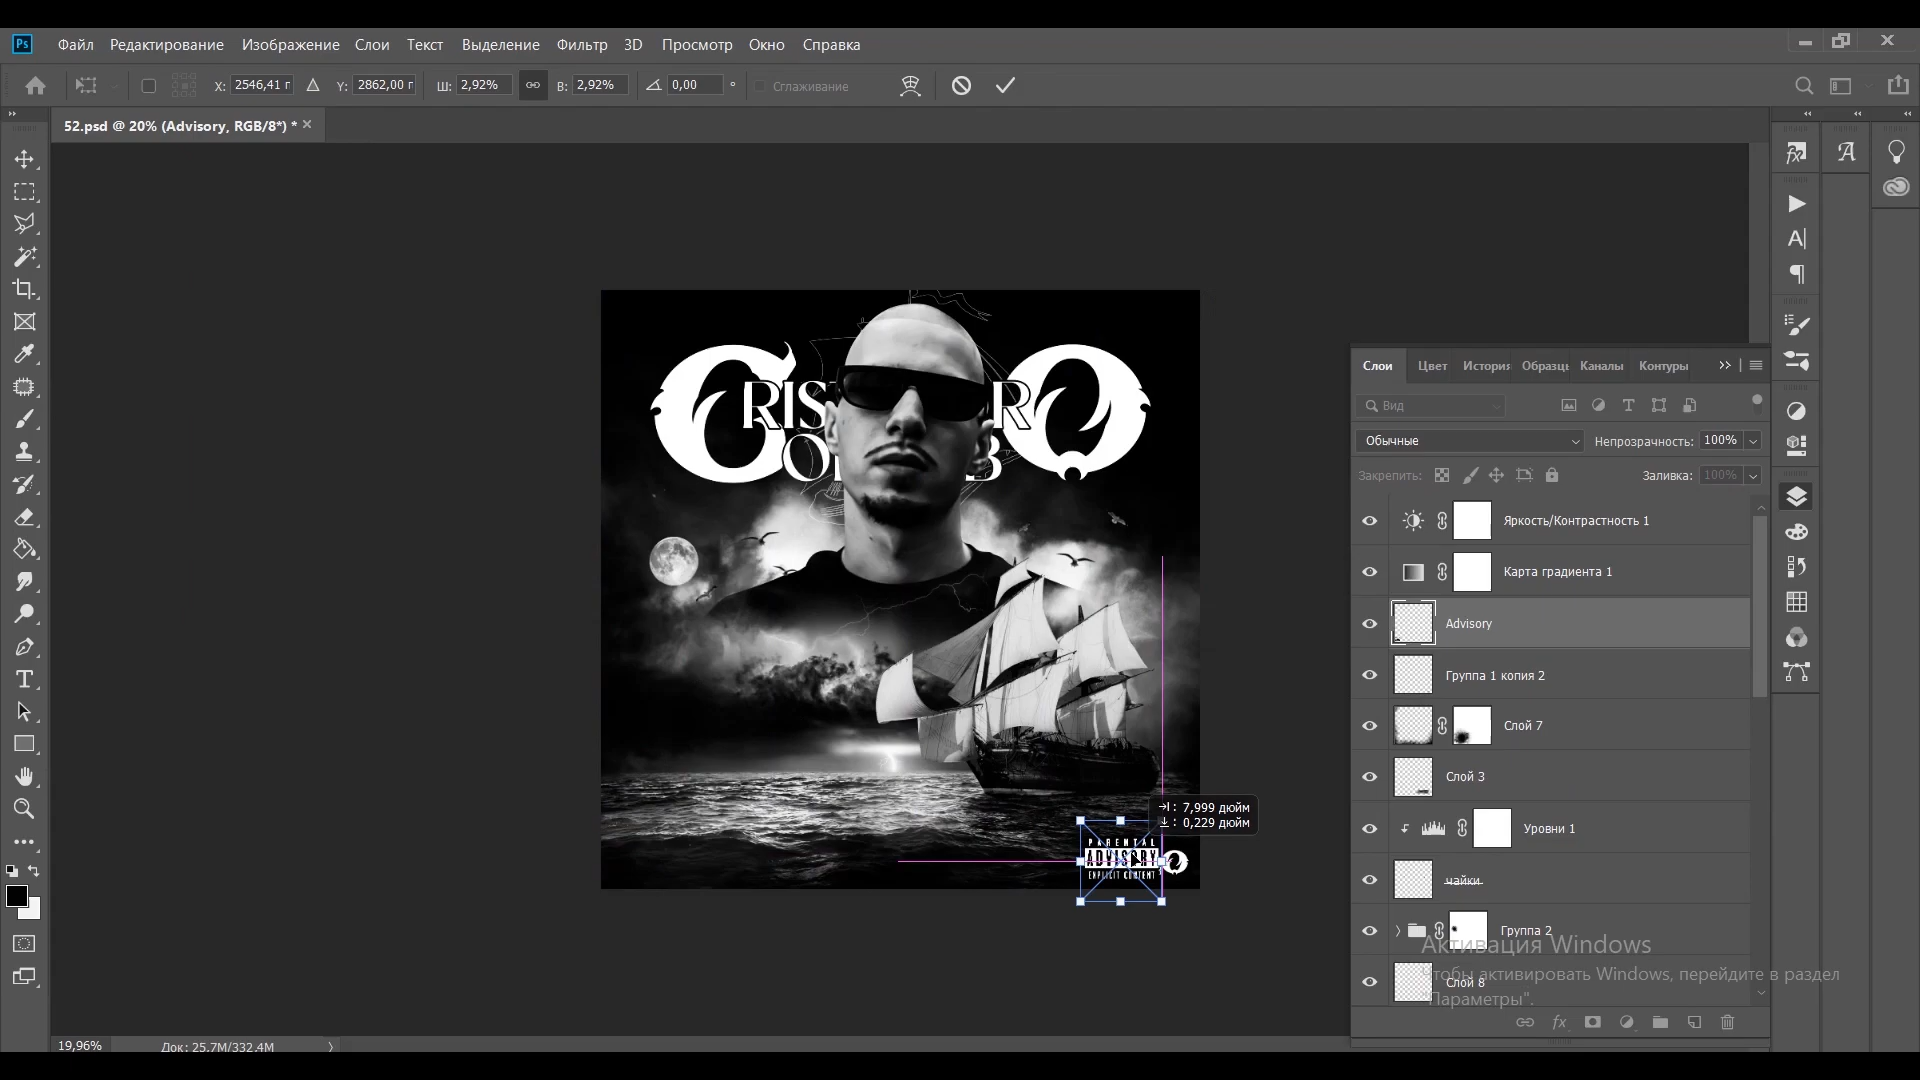 Ps Файл Редактирование Изображение Слои Текст Выделение Фильтр 3D Просмотр Окно Справка
X: 2546,41 п Y: 2862,00 п Ш: 2,92% В: 2,92% 0,00 ° Сглаживание
52.psd @ 20% (Advisory, RGB/8*) *
Слои Цвет История Образцы Каналы Контуры
Вид
Обычные Непрозрачность: 100%
Закрепить: Заливка: 100%
Яркость/Контрастность 1
Карта градиента 1
Advisory
Группа 1 копия 2
Слой 7
Слой 3
Уровни 1
чайки
Группа 2
Слой 8
7,999 дюйм
0,229 дюйм
PARENTAL
ADVISORY
EXPLICIT CONTENT
Активация Windows
Чтобы активировать Windows, перейдите в раздел
"Параметры".
19,96% Док: 25,7M/332,4M